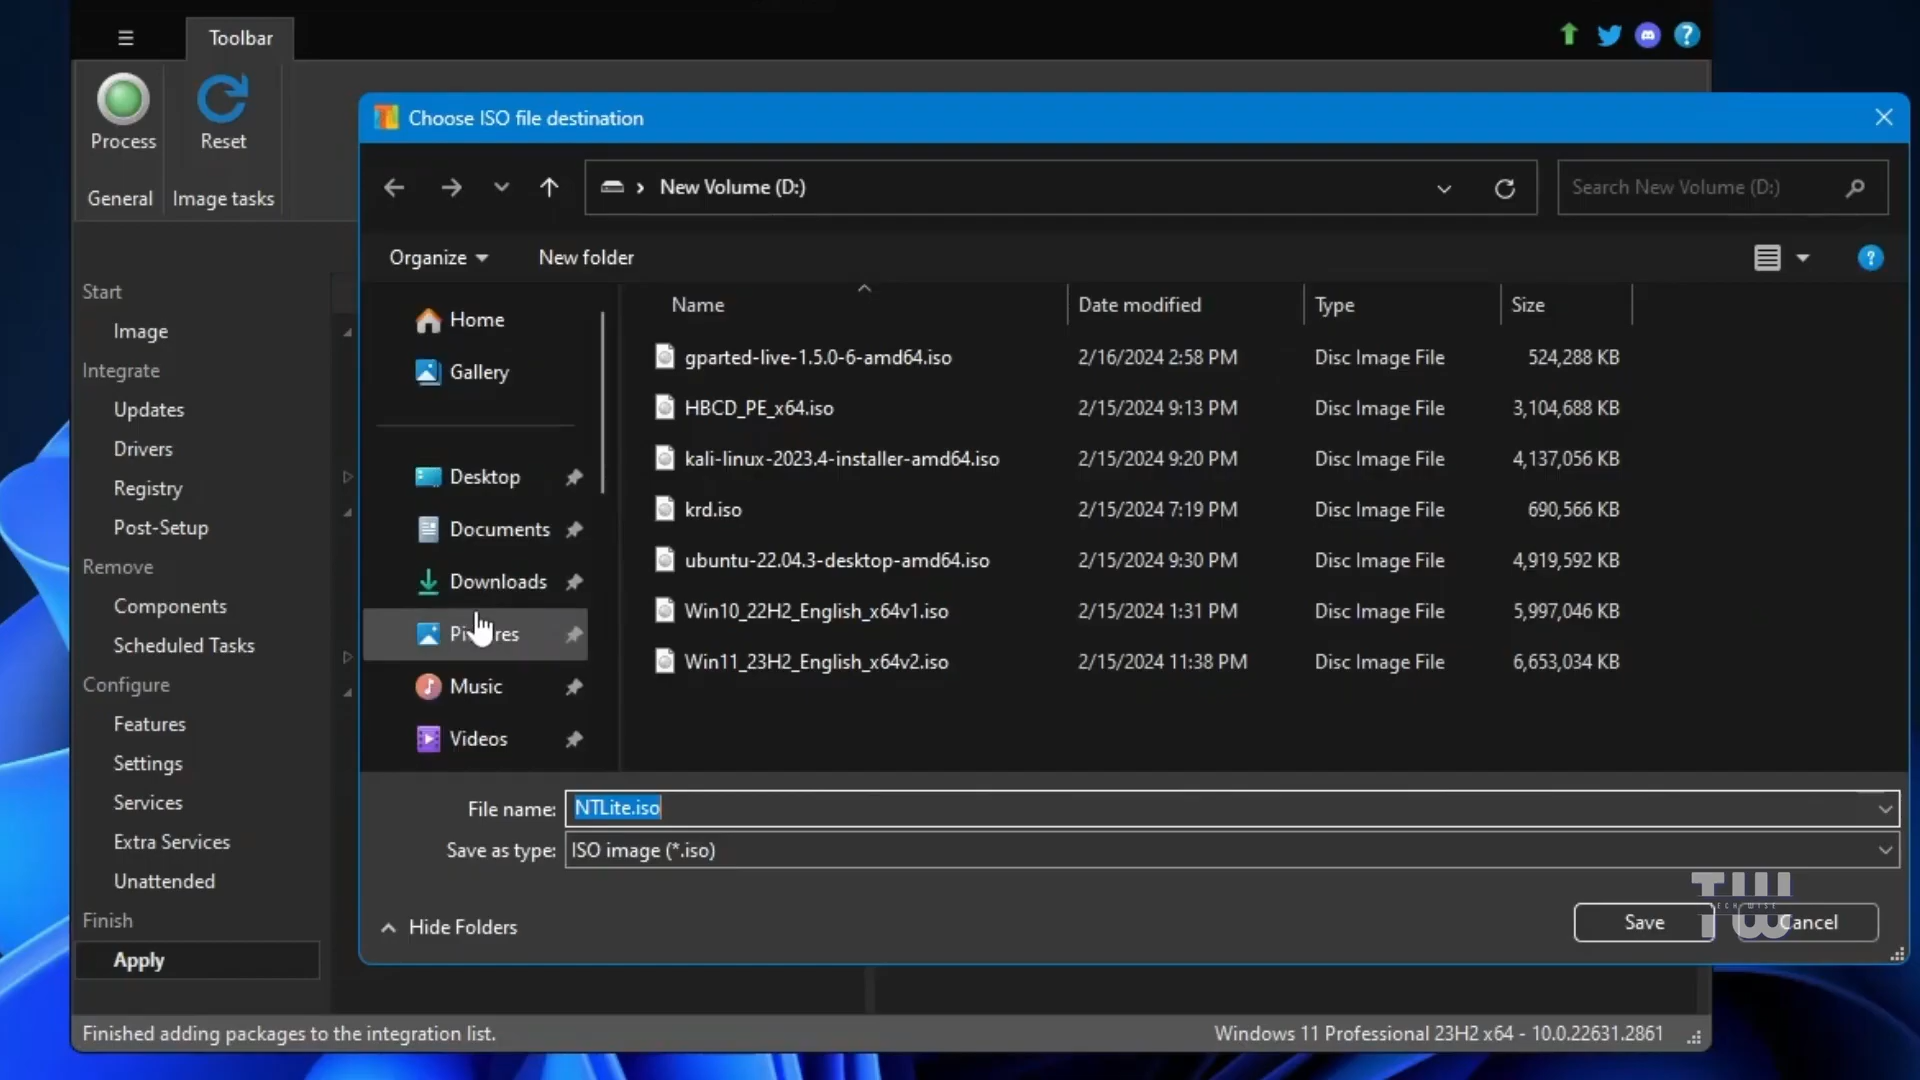 Toolbar
Process
Reset
General
Image tasks
Choose ISO file destination
New Volume (D:)
Search New Volume (D:)
Organize
New folder
Start
Image
Integrate
Updates
Drivers
Registry
Post-Setup
Remove
Components
Scheduled Tasks
Configure
Features
Settings
Services
Extra Services
Unattended
Finish
Apply
Home
Gallery
Desktop
Documents
Downloads
Music
Videos
Name Date modified Type Size
gparted-live-1.5.0-6-amd64.iso 2/16/2024 2:58 PM Disc Image File 524,288 KB
HBCD_PE_x64.iso 2/15/2024 9:13 PM Disc Image File 3,104,688 KB
kali-linux-2023.4-installer-amd64.iso 2/15/2024 9:20 PM Disc Image File 4,137,056 KB
krd.iso 2/15/2024 7:19 PM Disc Image File 690,566 KB
ubuntu-22.04.3-desktop-amd64.iso 2/15/2024 9:30 PM Disc Image File 4,919,592 KB
Win10_22H2_English_x64v1.iso 2/15/2024 1:31 PM Disc Image File 5,997,046 KB
Win11_23H2_English_x64v2.iso 2/15/2024 11:38 PM Disc Image File 6,653,034 KB
File name: NTLite.iso
Save as type: ISO image (*.iso)
Hide Folders
Save
Cancel
TW
TECH WISE
Finished adding packages to the integration list.
Windows 11 Professional 23H2 x64 - 10.0.22631.2861